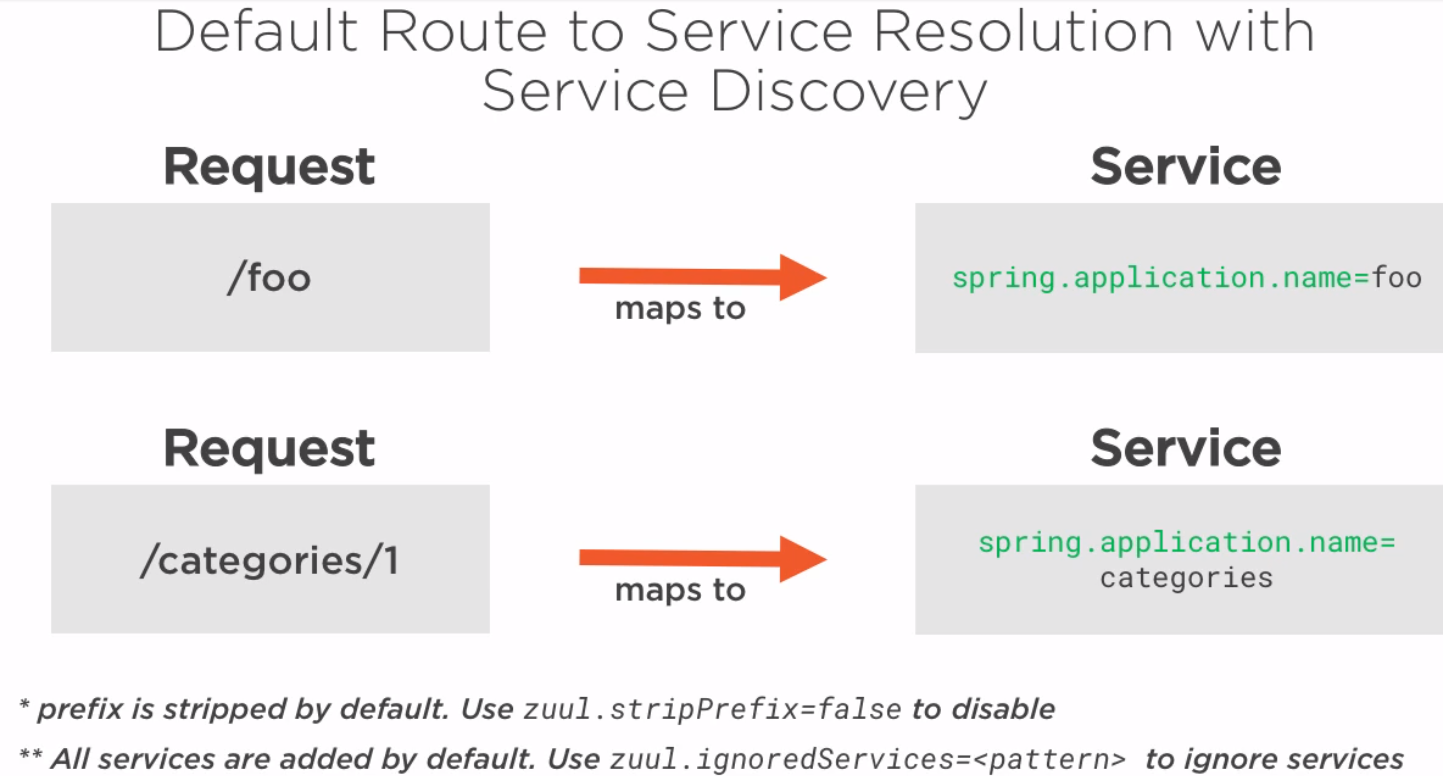 Default Route to Service Resolution with
Service Discovery
Request
Service
/foo
maps to
spring.application.name=foo
Request
Service
/categories/1
maps to
spring.application.name=
categories
* prefix is stripped by default. Use zuul.stripPrefix=false to disable
** All services are added by default. Use zuul.ignoredServices=<pattern> to ignore services